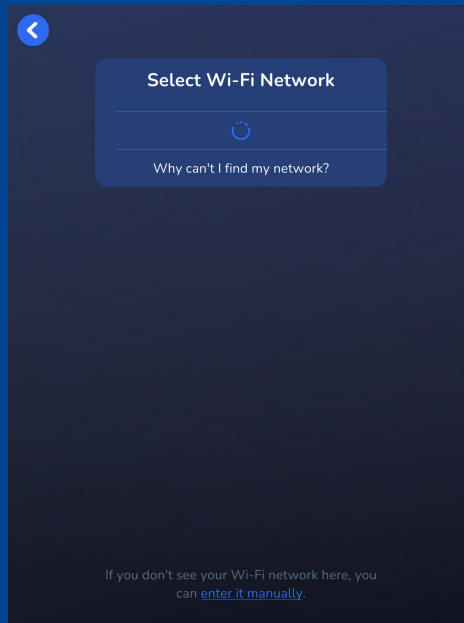 Select Wi-Fi Network
Why can't I find my network?
If you don't see your Wi-Fi network here, you
can enter it manually.